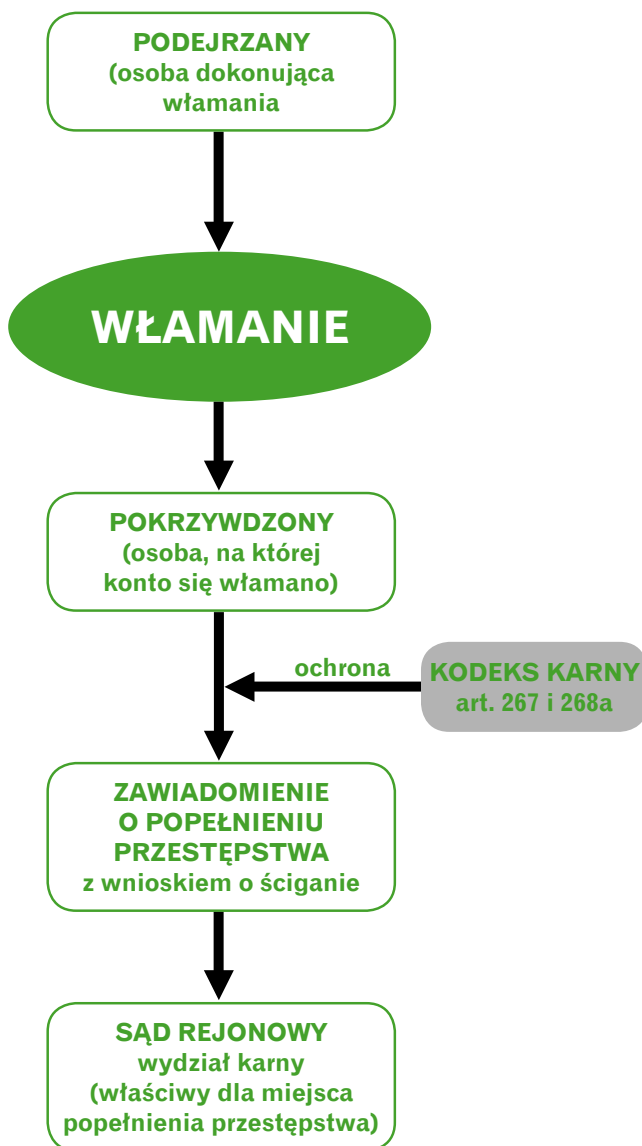 PODEJRZANY
(osoba dokonująca
włamania
WŁAMANIE
POKRZYWDZONY
(osoba, na której
konto się włamano)
ochrona
KODEKS KARNY
art. 267 i 268a
ZAWIADOMIENIE
O POPEŁNIENIU
PRZESTĘPSTWA
z wnioskiem o ściganie
SĄD REJONOWY
wydział karny
(właściwy dla miejsca
popełnienia przestępstwa)